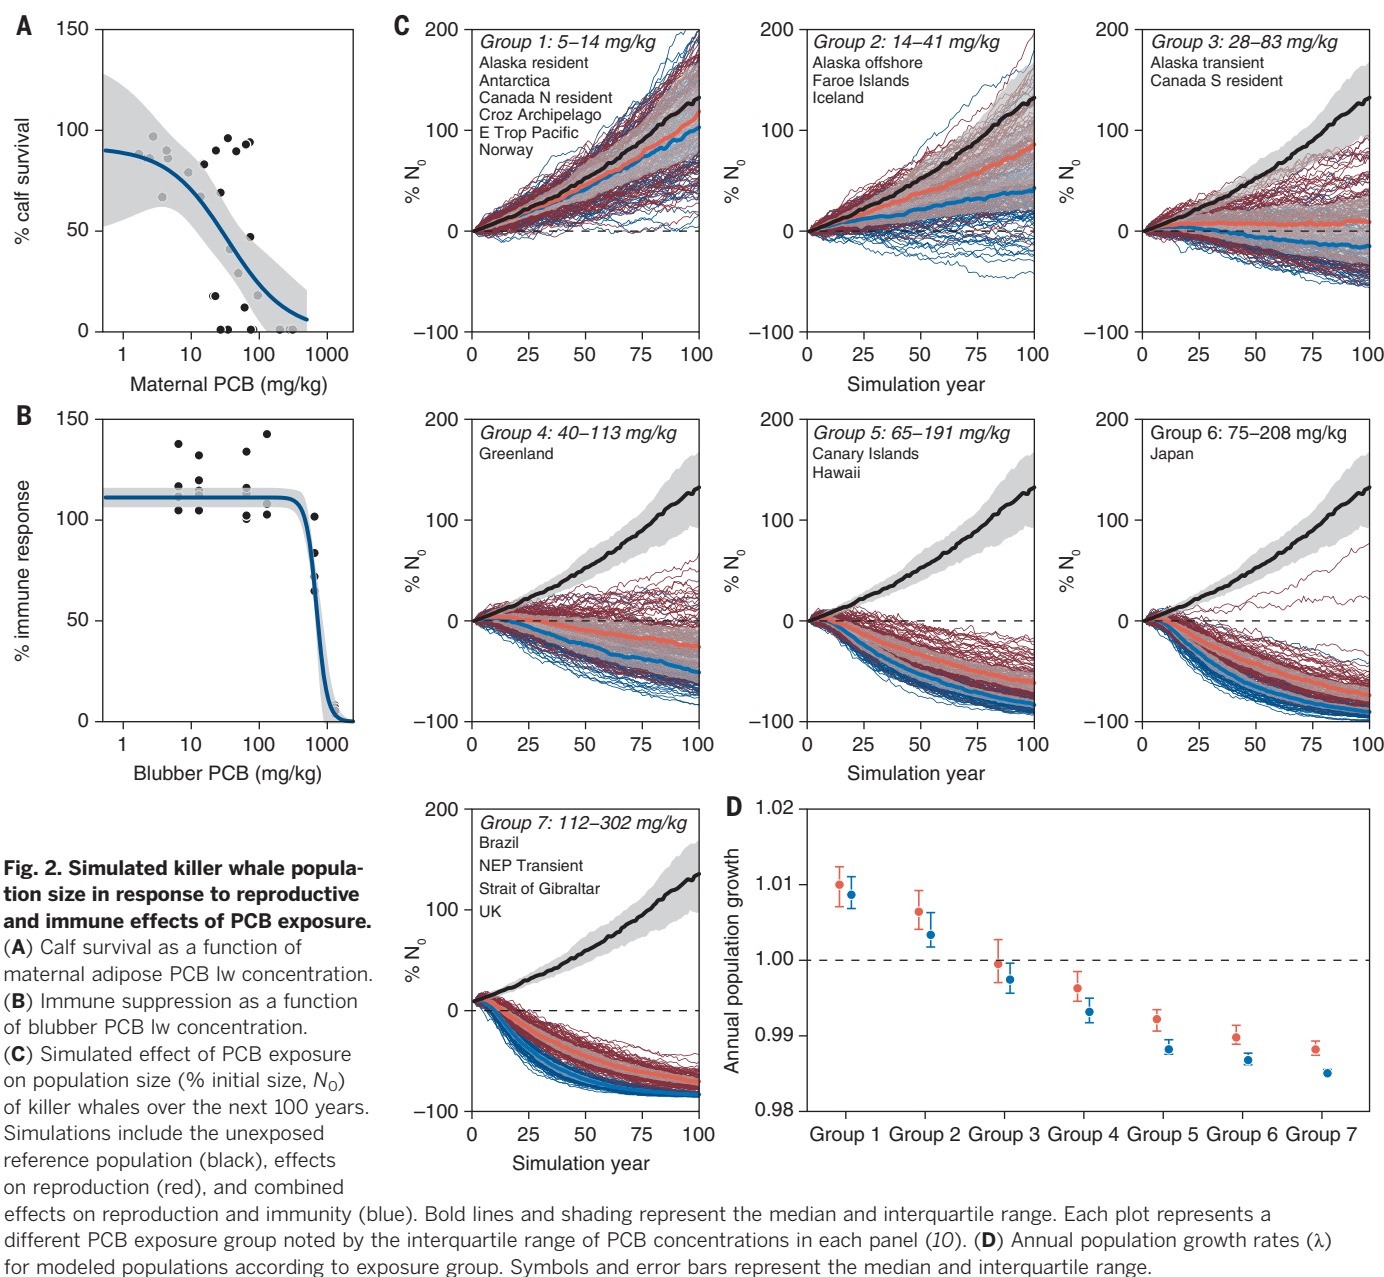 A
150
100
50
0
% calf survival
1
10
100
1000
Maternal PCB (mg/kg)
B
150
100
50
0
% immune response
1
10
100
1000
Blubber PCB (mg/kg)
C
200
100
0
−100
% N0
Group 1: 5–14 mg/kg
Alaska resident
Antarctica
Canada N resident
Croz Archipelago
E Trop Pacific
Norway
0
25
50
75
100
200
100
0
−100
% N0
Group 2: 14–41 mg/kg
Alaska offshore
Faroe Islands
Iceland
0
25
50
75
100
Simulation year
200
100
0
−100
% N0
Group 3: 28–83 mg/kg
Alaska transient
Canada S resident
0
25
50
75
100
200
100
0
−100
% N0
Group 4: 40–113 mg/kg
Greenland
0
25
50
75
100
200
100
0
−100
% N0
Group 5: 65–191 mg/kg
Canary Islands
Hawaii
0
25
50
75
100
Simulation year
200
100
0
−100
% N0
Group 6: 75–208 mg/kg
Japan
0
25
50
75
100
200
100
0
−100
% N0
Group 7: 112–302 mg/kg
Brazil
NEP Transient
Strait of Gibraltar
UK
0
25
50
75
100
Simulation year
D
1.02
1.01
1.00
0.99
0.98
Annual population growth
Group 1
Group 2
Group 3
Group 4
Group 5
Group 6
Group 7
Fig. 2. Simulated killer whale popula-
tion size in response to reproductive
and immune effects of PCB exposure.
(A) Calf survival as a function of
maternal adipose PCB lw concentration.
(B) Immune suppression as a function
of blubber PCB lw concentration.
(C) Simulated effect of PCB exposure
on population size (% initial size, N0)
of killer whales over the next 100 years.
Simulations include the unexposed
reference population (black), effects
on reproduction (red), and combined
effects on reproduction and immunity (blue). Bold lines and shading represent the median and interquartile range. Each plot represents a
different PCB exposure group noted by the interquartile range of PCB concentrations in each panel (10). (D) Annual population growth rates (λ)
for modeled populations according to exposure group. Symbols and error bars represent the median and interquartile range.